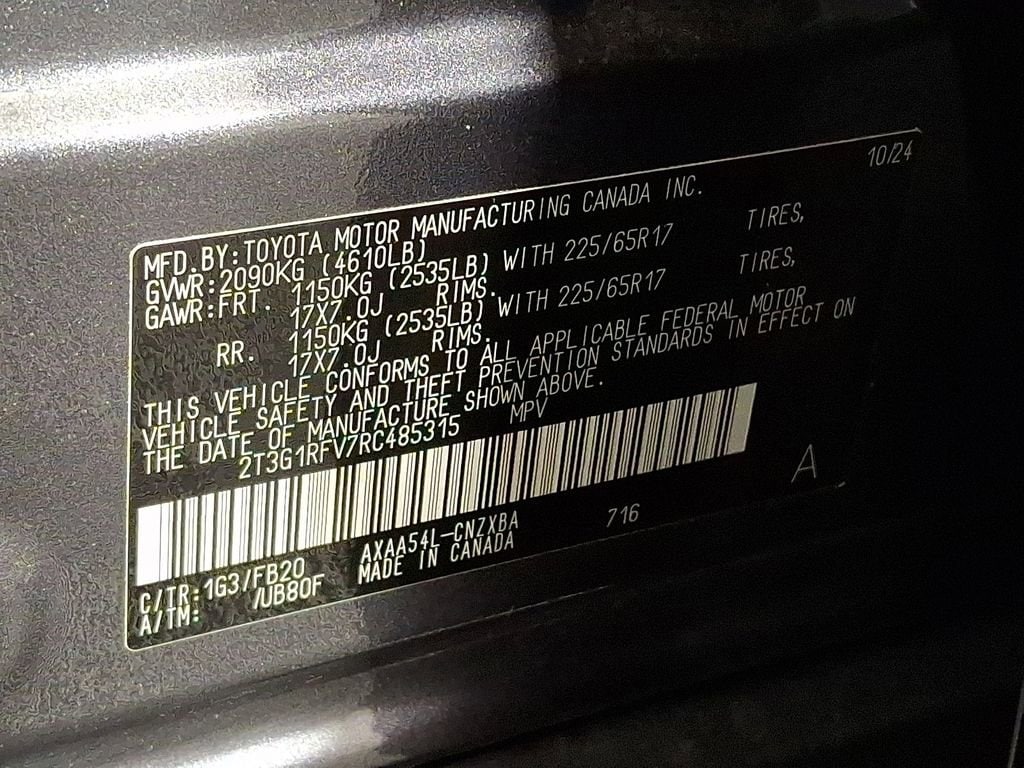 10/24
MFD.BY:TOYOTA MOTOR MANUFACTURING CANADA INC.
GVWR:2090KG (4610LB)
GAWR:FRT. 1150KG (2535LB) WITH 225/65R17 TIRES,
17X7.0J RIMS.
RR. 1150KG (2535LB) WITH 225/65R17 TIRES,
17X7.0J RIMS.
THIS VEHICLE CONFORMS TO ALL APPLICABLE FEDERAL MOTOR
VEHICLE SAFETY AND THEFT PREVENTION STANDARDS IN EFFECT ON
THE DATE OF MANUFACTURE SHOWN ABOVE.
2T3G1RFV7RC485315 MPV
A
C/TR:1G3/FB20 AXAA54L-CNZXBA 716
A/TM: /UB80F MADE IN CANADA